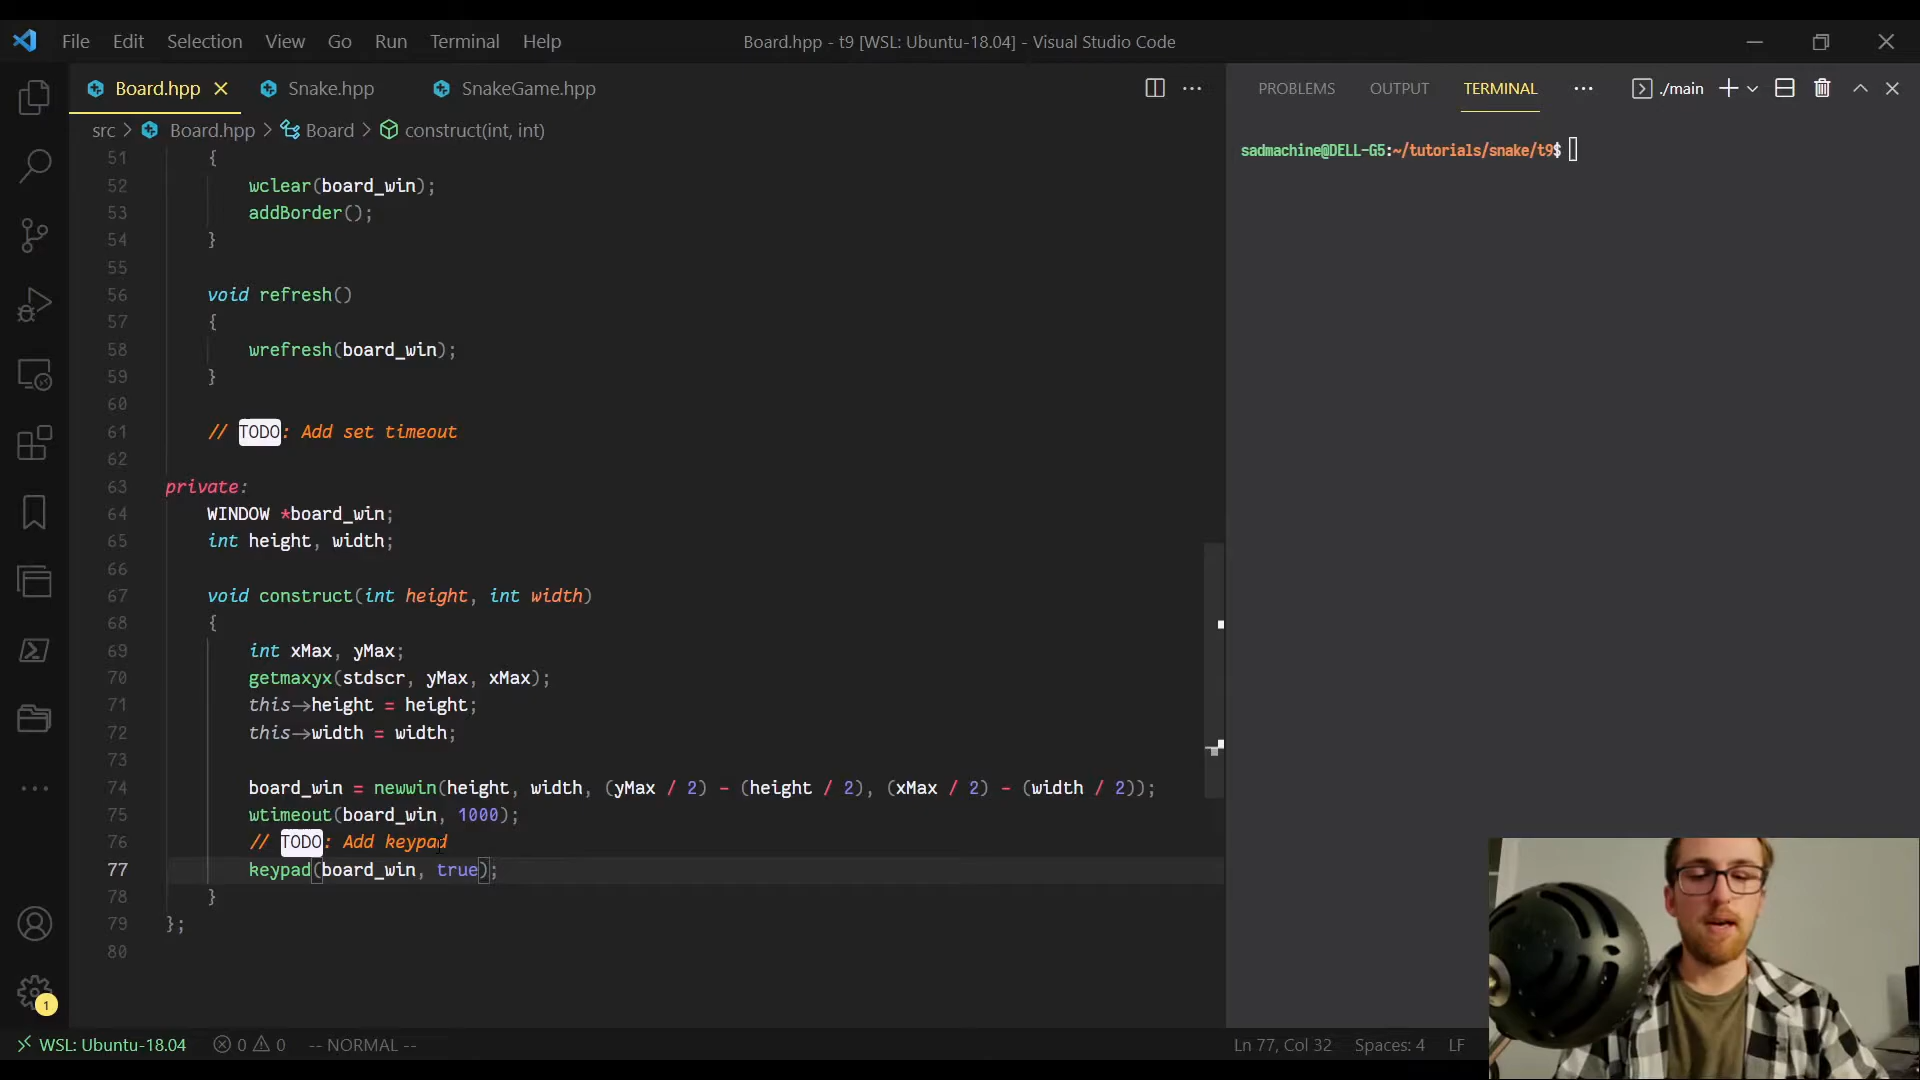 File Edit Selection View Go Run Terminal Help
Board.hpp - t9 [WSL: Ubuntu-18.04] - Visual Studio Code
Board.hpp Snake.hpp SnakeGame.hpp
PROBLEMS OUTPUT TERMINAL ./main
src > Board.hpp > Board > construct(int, int)
sadmachine@DELL-G5:~/tutorials/snake/t9$
51 {
52 wclear(board_win);
53 addBorder();
54 }
55
56 void refresh()
57 {
58 wrefresh(board_win);
59 }
60
61 // TODO: Add set timeout
62
63 private:
64 WINDOW *board_win;
65 int height, width;
66
67 void construct(int height, int width)
68 {
69 int xMax, yMax;
70 getmaxyx(stdscr, yMax, xMax);
71 this->height = height;
72 this->width = width;
73
74 board_win = newwin(height, width, (yMax / 2) - (height / 2), (xMax / 2) - (width / 2));
75 wtimeout(board_win, 1000);
76 // TODO: Add keypad
77 keypad(board_win, true);
78 }
79 };
80
1
WSL: Ubuntu-18.04 0 0 -- NORMAL -- Ln 77, Col 32 Spaces: 4 LF